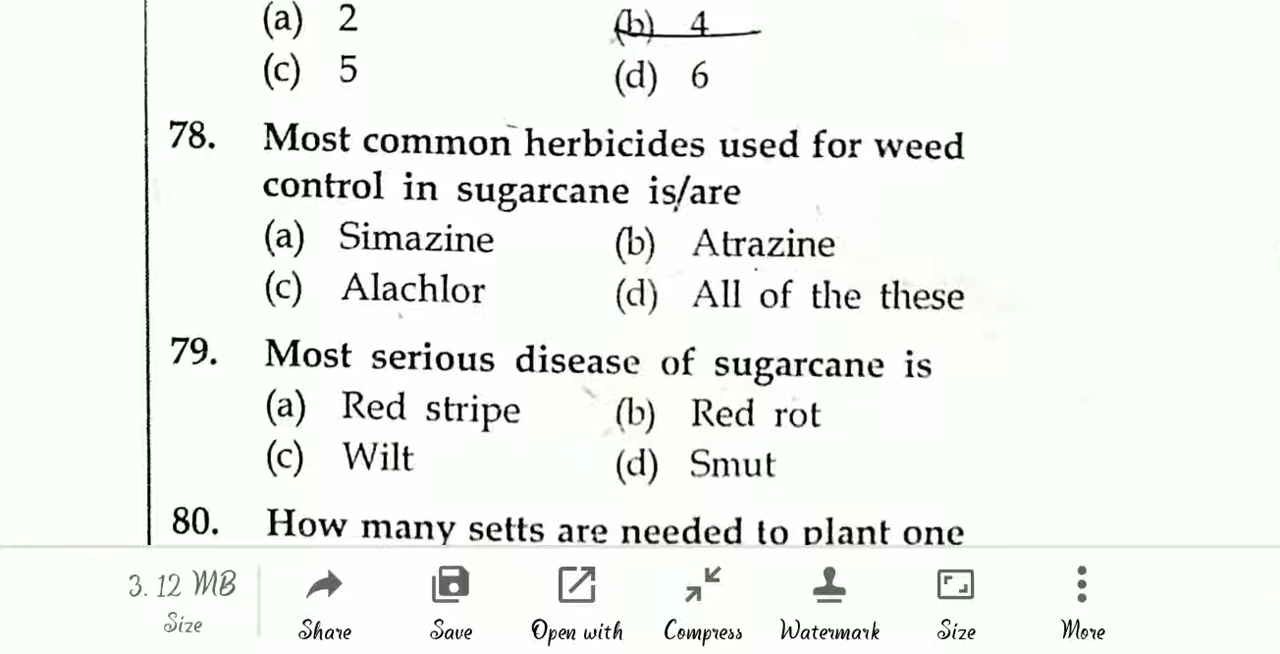 (a) 2 (b) 4
(c) 5 (d) 6
78. Most common herbicides used for weed
control in sugarcane is/are
(a) Simazine (b) Atrazine
(c) Alachlor (d) All of the these
79. Most serious disease of sugarcane is
(a) Red stripe (b) Red rot
(c) Wilt (d) Smut
80. How many setts are needed to plant one
3.12 MB
Size
Share Save Open with Compress Watermark Size More